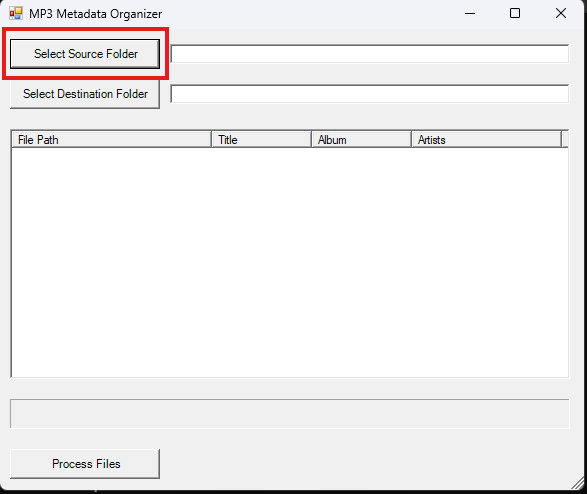 MP3 Metadata Organizer
Select Source Folder
Select Destination Folder
File Path Title Album Artists
Process Files